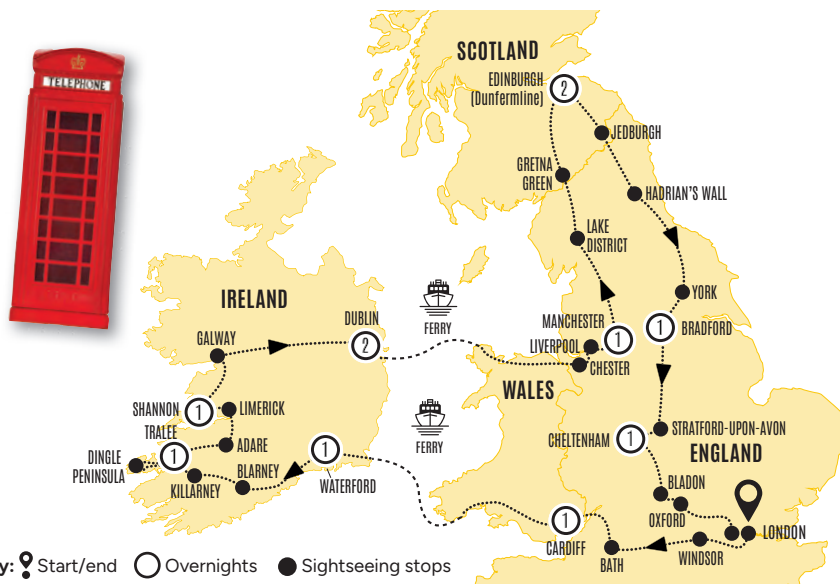 TELEPHONE
SCOTLAND
EDINBURGH
(Dunfermline)
2
JEDBURGH
GRETNA
GREEN
HADRIAN'S WALL
LAKE
DISTRICT
YORK
IRELAND
DUBLIN
2
FERRY
MANCHESTER
1
1
BRADFORD
GALWAY
LIVERPOOL
CHESTER
WALES
SHANNON
1
LIMERICK
TRALEE
1
ADARE
FERRY
CHELTENHAM
1
STRATFORD-UPON-AVON
ENGLAND
DINGLE
PENINSULA
KILLARNEY
BLARNEY
1
WATERFORD
BLADON
OXFORD
1
CARDIFF
BATH
WINDSOR
LONDON
y: Start/end Overnights Sightseeing stops